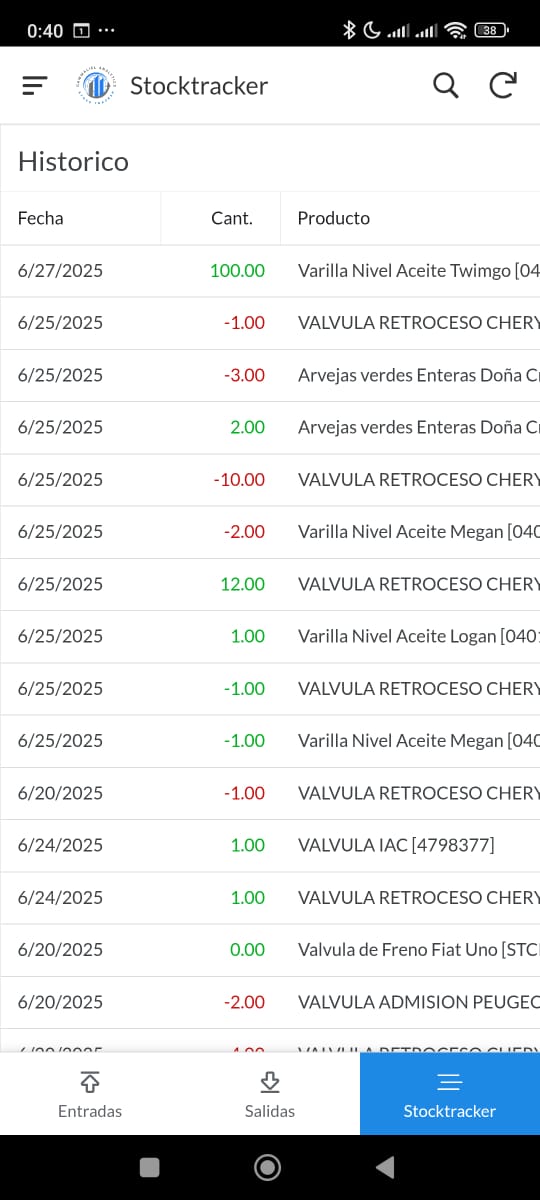 0:40 1 ... 38
Stocktracker
Historico
Fecha Cant. Producto
6/27/2025 100.00 Varilla Nivel Aceite Twimgo [04
6/25/2025 -1.00 VALVULA RETROCESO CHERY
6/25/2025 -3.00 Arvejas verdes Enteras Doña C
6/25/2025 2.00 Arvejas verdes Enteras Doña C
6/25/2025 -10.00 VALVULA RETROCESO CHERY
6/25/2025 -2.00 Varilla Nivel Aceite Megan [040
6/25/2025 12.00 VALVULA RETROCESO CHERY
6/25/2025 1.00 Varilla Nivel Aceite Logan [040
6/25/2025 -1.00 VALVULA RETROCESO CHERY
6/25/2025 -1.00 Varilla Nivel Aceite Megan [040
6/20/2025 -1.00 VALVULA RETROCESO CHERY
6/24/2025 1.00 VALVULA IAC [4798377]
6/24/2025 1.00 VALVULA RETROCESO CHERY
6/20/2025 0.00 Valvula de Freno Fiat Uno [STC
6/20/2025 -2.00 VALVULA ADMISION PEUGEO
Entradas Salidas Stocktracker